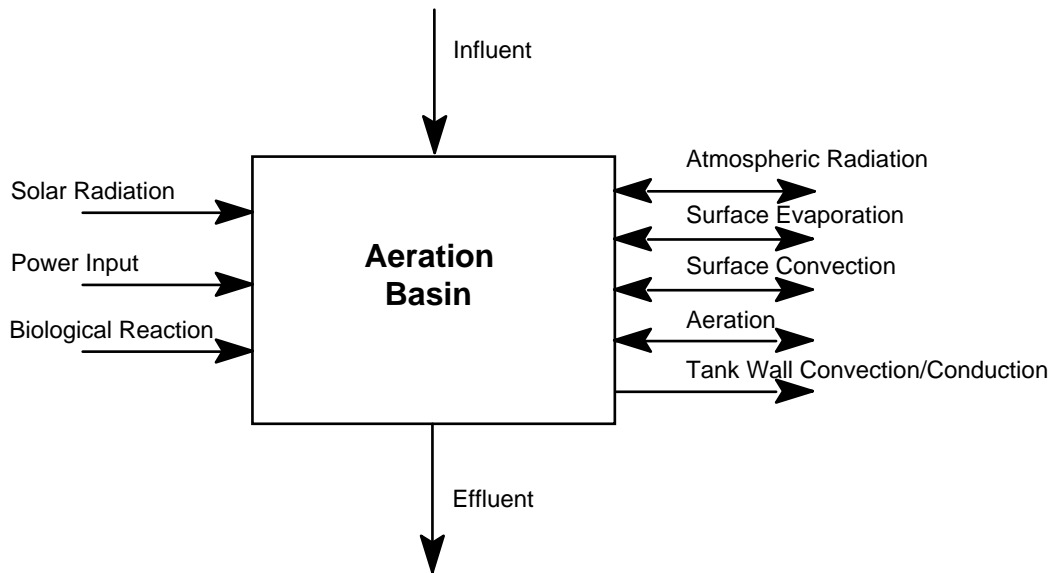 Influent
Atmospheric Radiation
Solar Radiation
Surface Evaporation
Aeration
Basin
Power Input
Surface Convection
Biological Reaction
Aeration
Tank Wall Convection/Conduction
Effluent